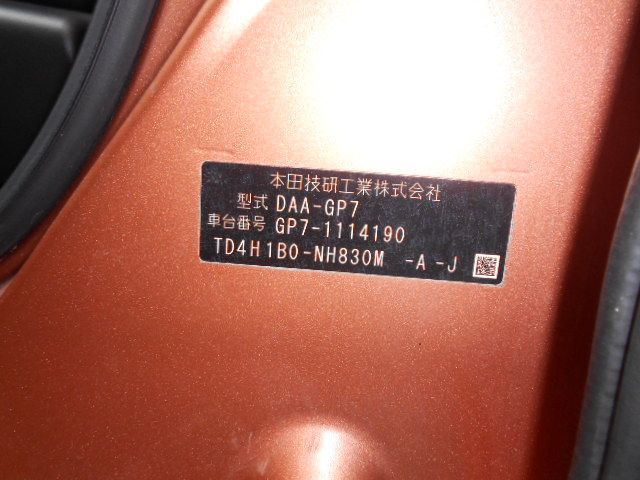 本田技研工業株式会社
型式 DAA-GP7
車台番号 GP7-1114190
TD4H1B0-NH830M -A -J